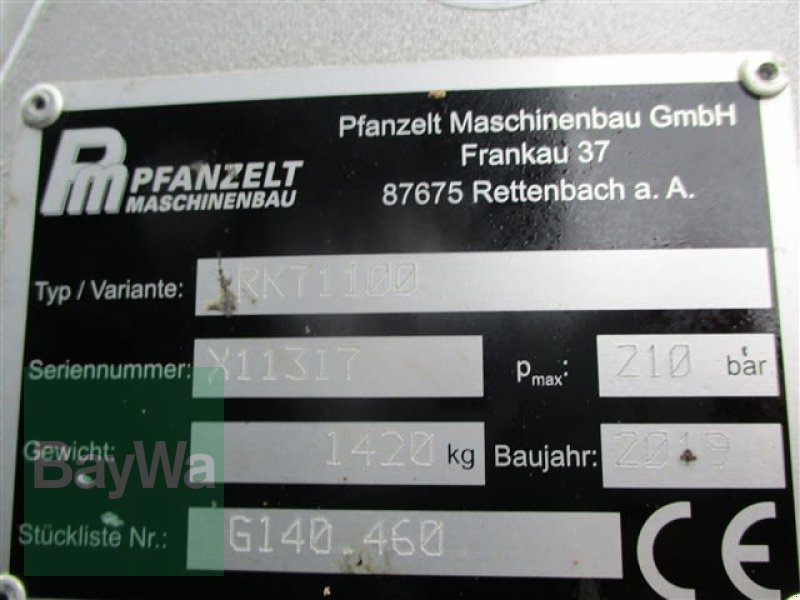 Pfanzelt Maschinenbau GmbH
Frankau 37
87675 Rettenbach a. A.
Pm PFANZELT
MASCHINENBAU
Typ / Variante: RK71100
Seriennummer: X11317
pmax: 210 bar
Gewicht: 1420 kg
Baujahr: 2019
BayWa
Stückliste Nr.: G140.460
CE